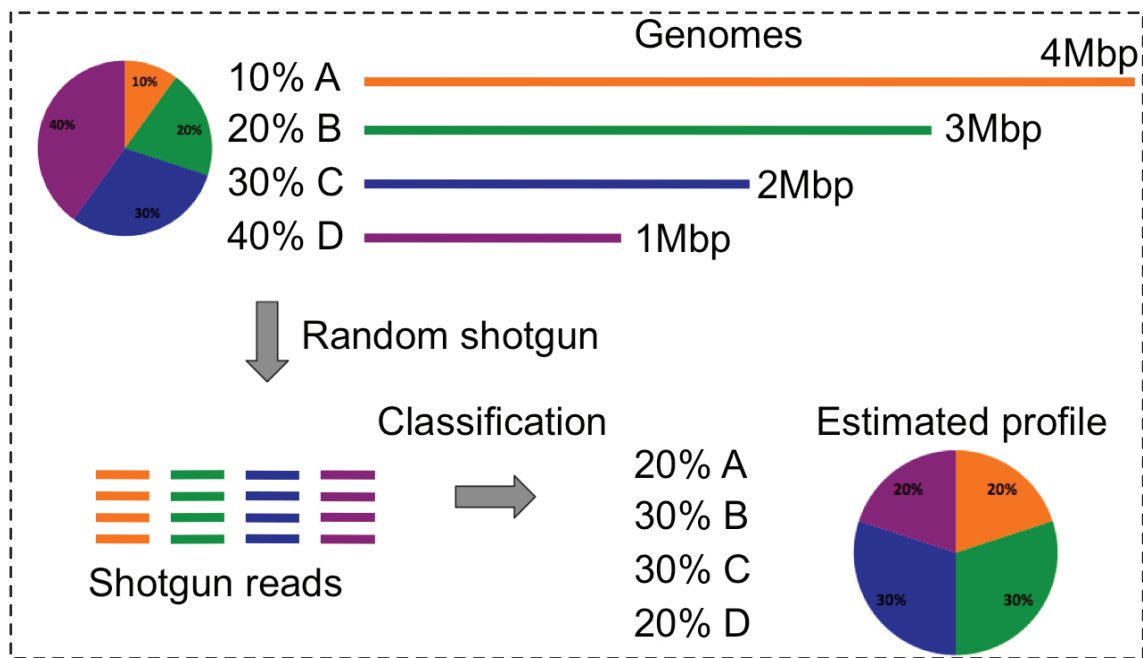 Genomes
10% A
4Mbp
20% B
3Mbp
30% C
2Mbp
40% D
1Mbp
10%
20%
30%
40%
Random shotgun
Classification
Estimated profile
Shotgun reads
20% A
30% B
30% C
20% D
20%
20%
30%
30%